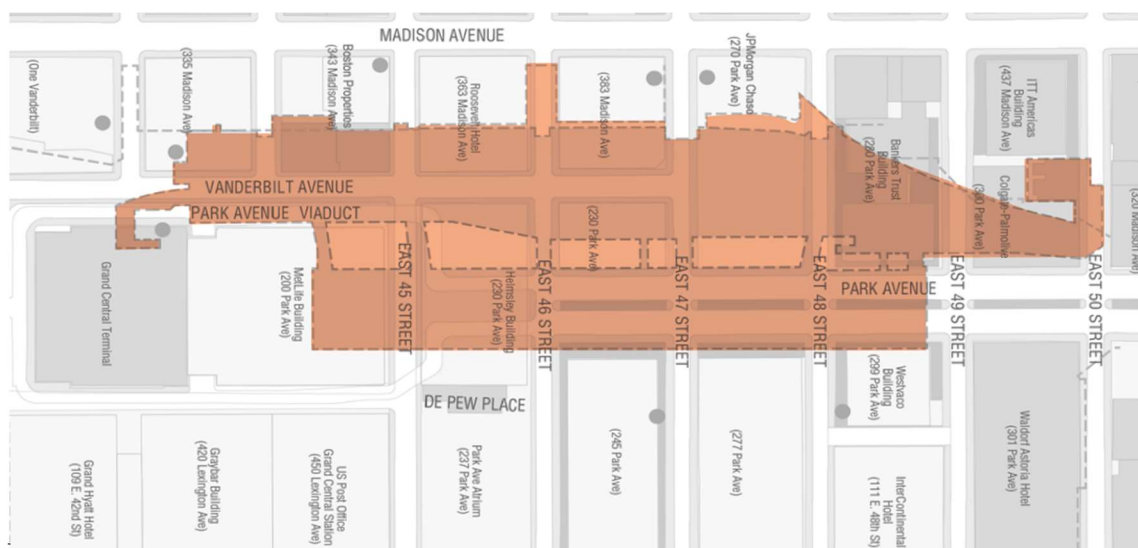 MADISON AVENUE
(One Vanderbilt)
(335 Madison Ave)
Boston Properties
(343 Madison Ave)
Roosevelt Hotel
(363 Madison Ave)
(383 Madison Ave)
JPMorgan Chase
(270 Park Ave)
Bankers Trust
Building
(280 Park Ave)
ITT Americas
Building
(437 Madison Ave)
Colgate-Palmolive
(300 Park Ave)
(320 Madison Ave)
VANDERBILT AVENUE
PARK AVENUE VIADUCT
Grand Central Terminal
MetLife Building
(200 Park Ave)
EAST 45 STREET
Helmsley Building
(230 Park Ave)
EAST 46 STREET
(230 Park Ave)
EAST 47 STREET
EAST 48 STREET
PARK AVENUE
EAST 49 STREET
EAST 50 STREET
DE PEW PLACE
Grand Hyatt Hotel
(109 E. 42nd St)
Graybar Building
(420 Lexington Ave)
US Post Office
Grand Central Station
(450 Lexington Ave)
Park Ave Atrium
(237 Park Ave)
(245 Park Ave)
(277 Park Ave)
Westvaco
Building
(299 Park Ave)
InterContinental
Hotel
(111 E. 48th St)
Waldorf Astoria Hotel
(301 Park Ave)